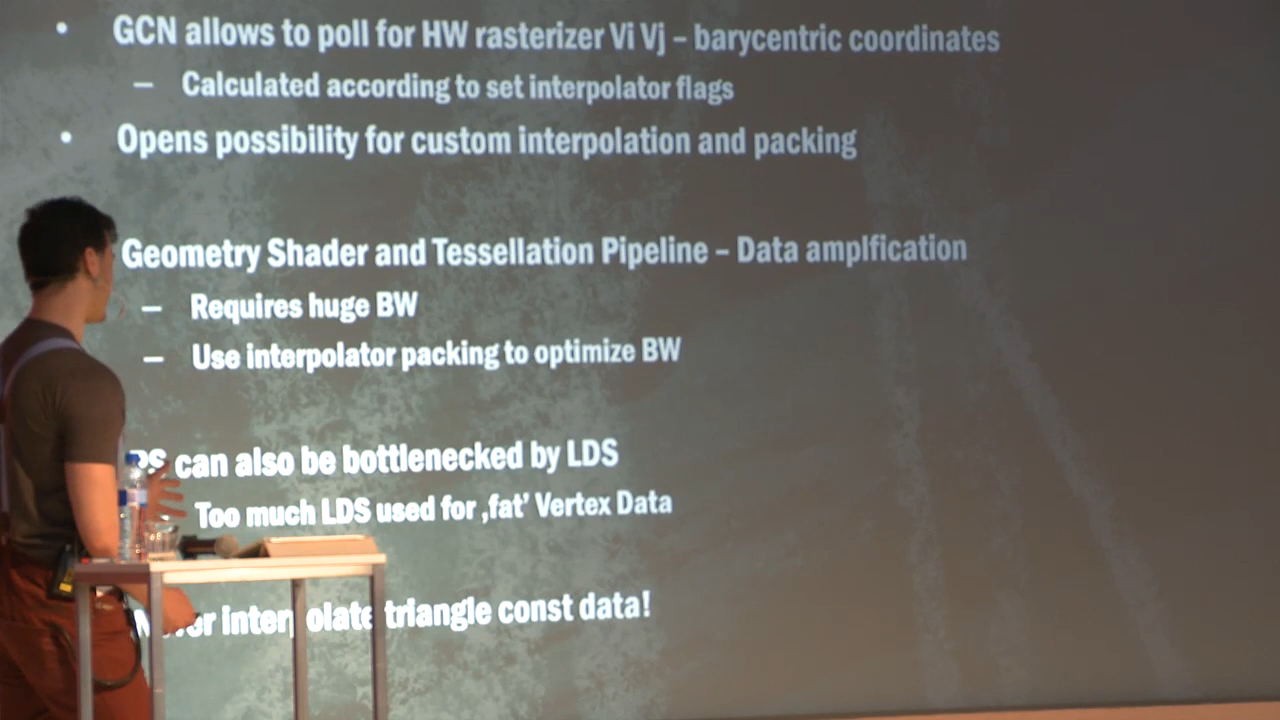 • GCN allows to poll for HW rasterizer Vi Vj – barycentric coordinates
– Calculated according to set interpolator flags
• Opens possibility for custom interpolation and packing
Geometry Shader and Tessellation Pipeline – Data amplfication
– Requires huge BW
– Use interpolator packing to optimize BW
PS can also be bottlenecked by LDS
Too much LDS used for ‚fat’ Vertex Data
Never interpolate triangle const data!